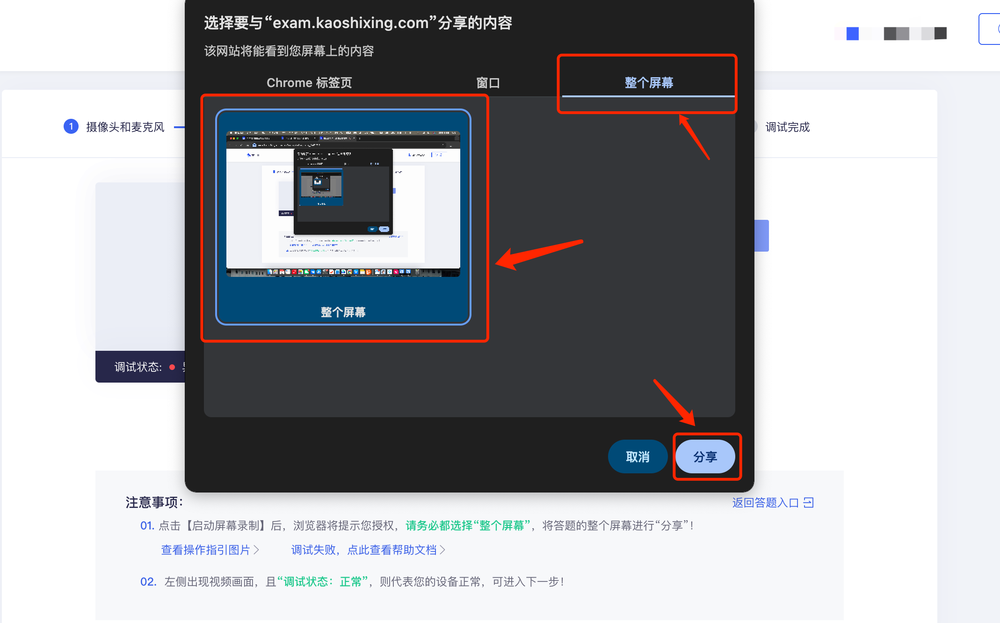 选择要与“exam.kaoshixing.com”分享的内容
该网站将能看到您屏幕上的内容
Chrome 标签页
窗口
整个屏幕
1 摄像头和麦克风
调试完成
整个屏幕
调试状态:
取消
分享
注意事项：
返回答题入口
01. 点击【启动屏幕录制】后，浏览器将提示您授权，请务必都选择“整个屏幕”，将答题的整个屏幕进行“分享”！
查看操作指引图片
调试失败，点此查看帮助文档
02. 左侧出现视频画面，且“调试状态：正常”，则代表您的设备正常，可进入下一步！